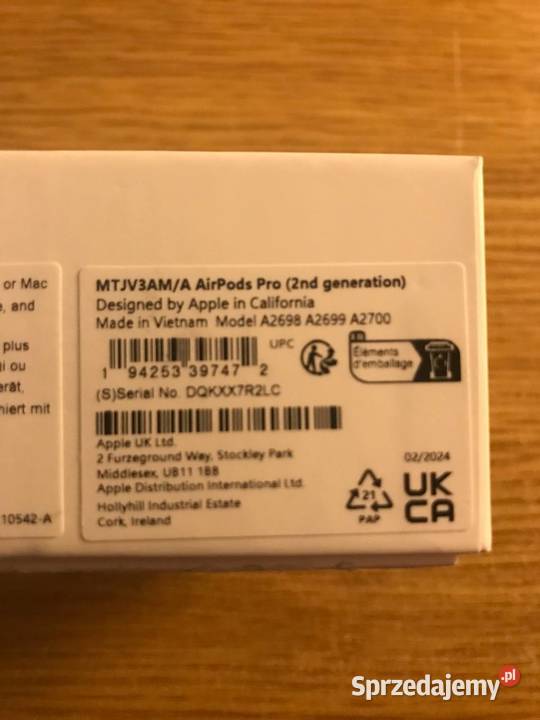 or Mac
, and
plus
gi ou
erät,
niert mit
10542-A
MTJV3AM/A AirPods Pro (2nd generation)
Designed by Apple in California
Made in Vietnam Model A2698 A2699 A2700
UPC
1 94253 39747 2
Éléments
d'emballage
(S)Serial No. DQKXX7R2LC
Apple UK Ltd.
2 Furzeground Way, Stockley Park
Middlesex, UB11 1BB
Apple Distribution International Ltd.
Hollyhill Industrial Estate
Cork, Ireland
02/2024
21
PAP
UK
CA
Sprzedajemy.pl